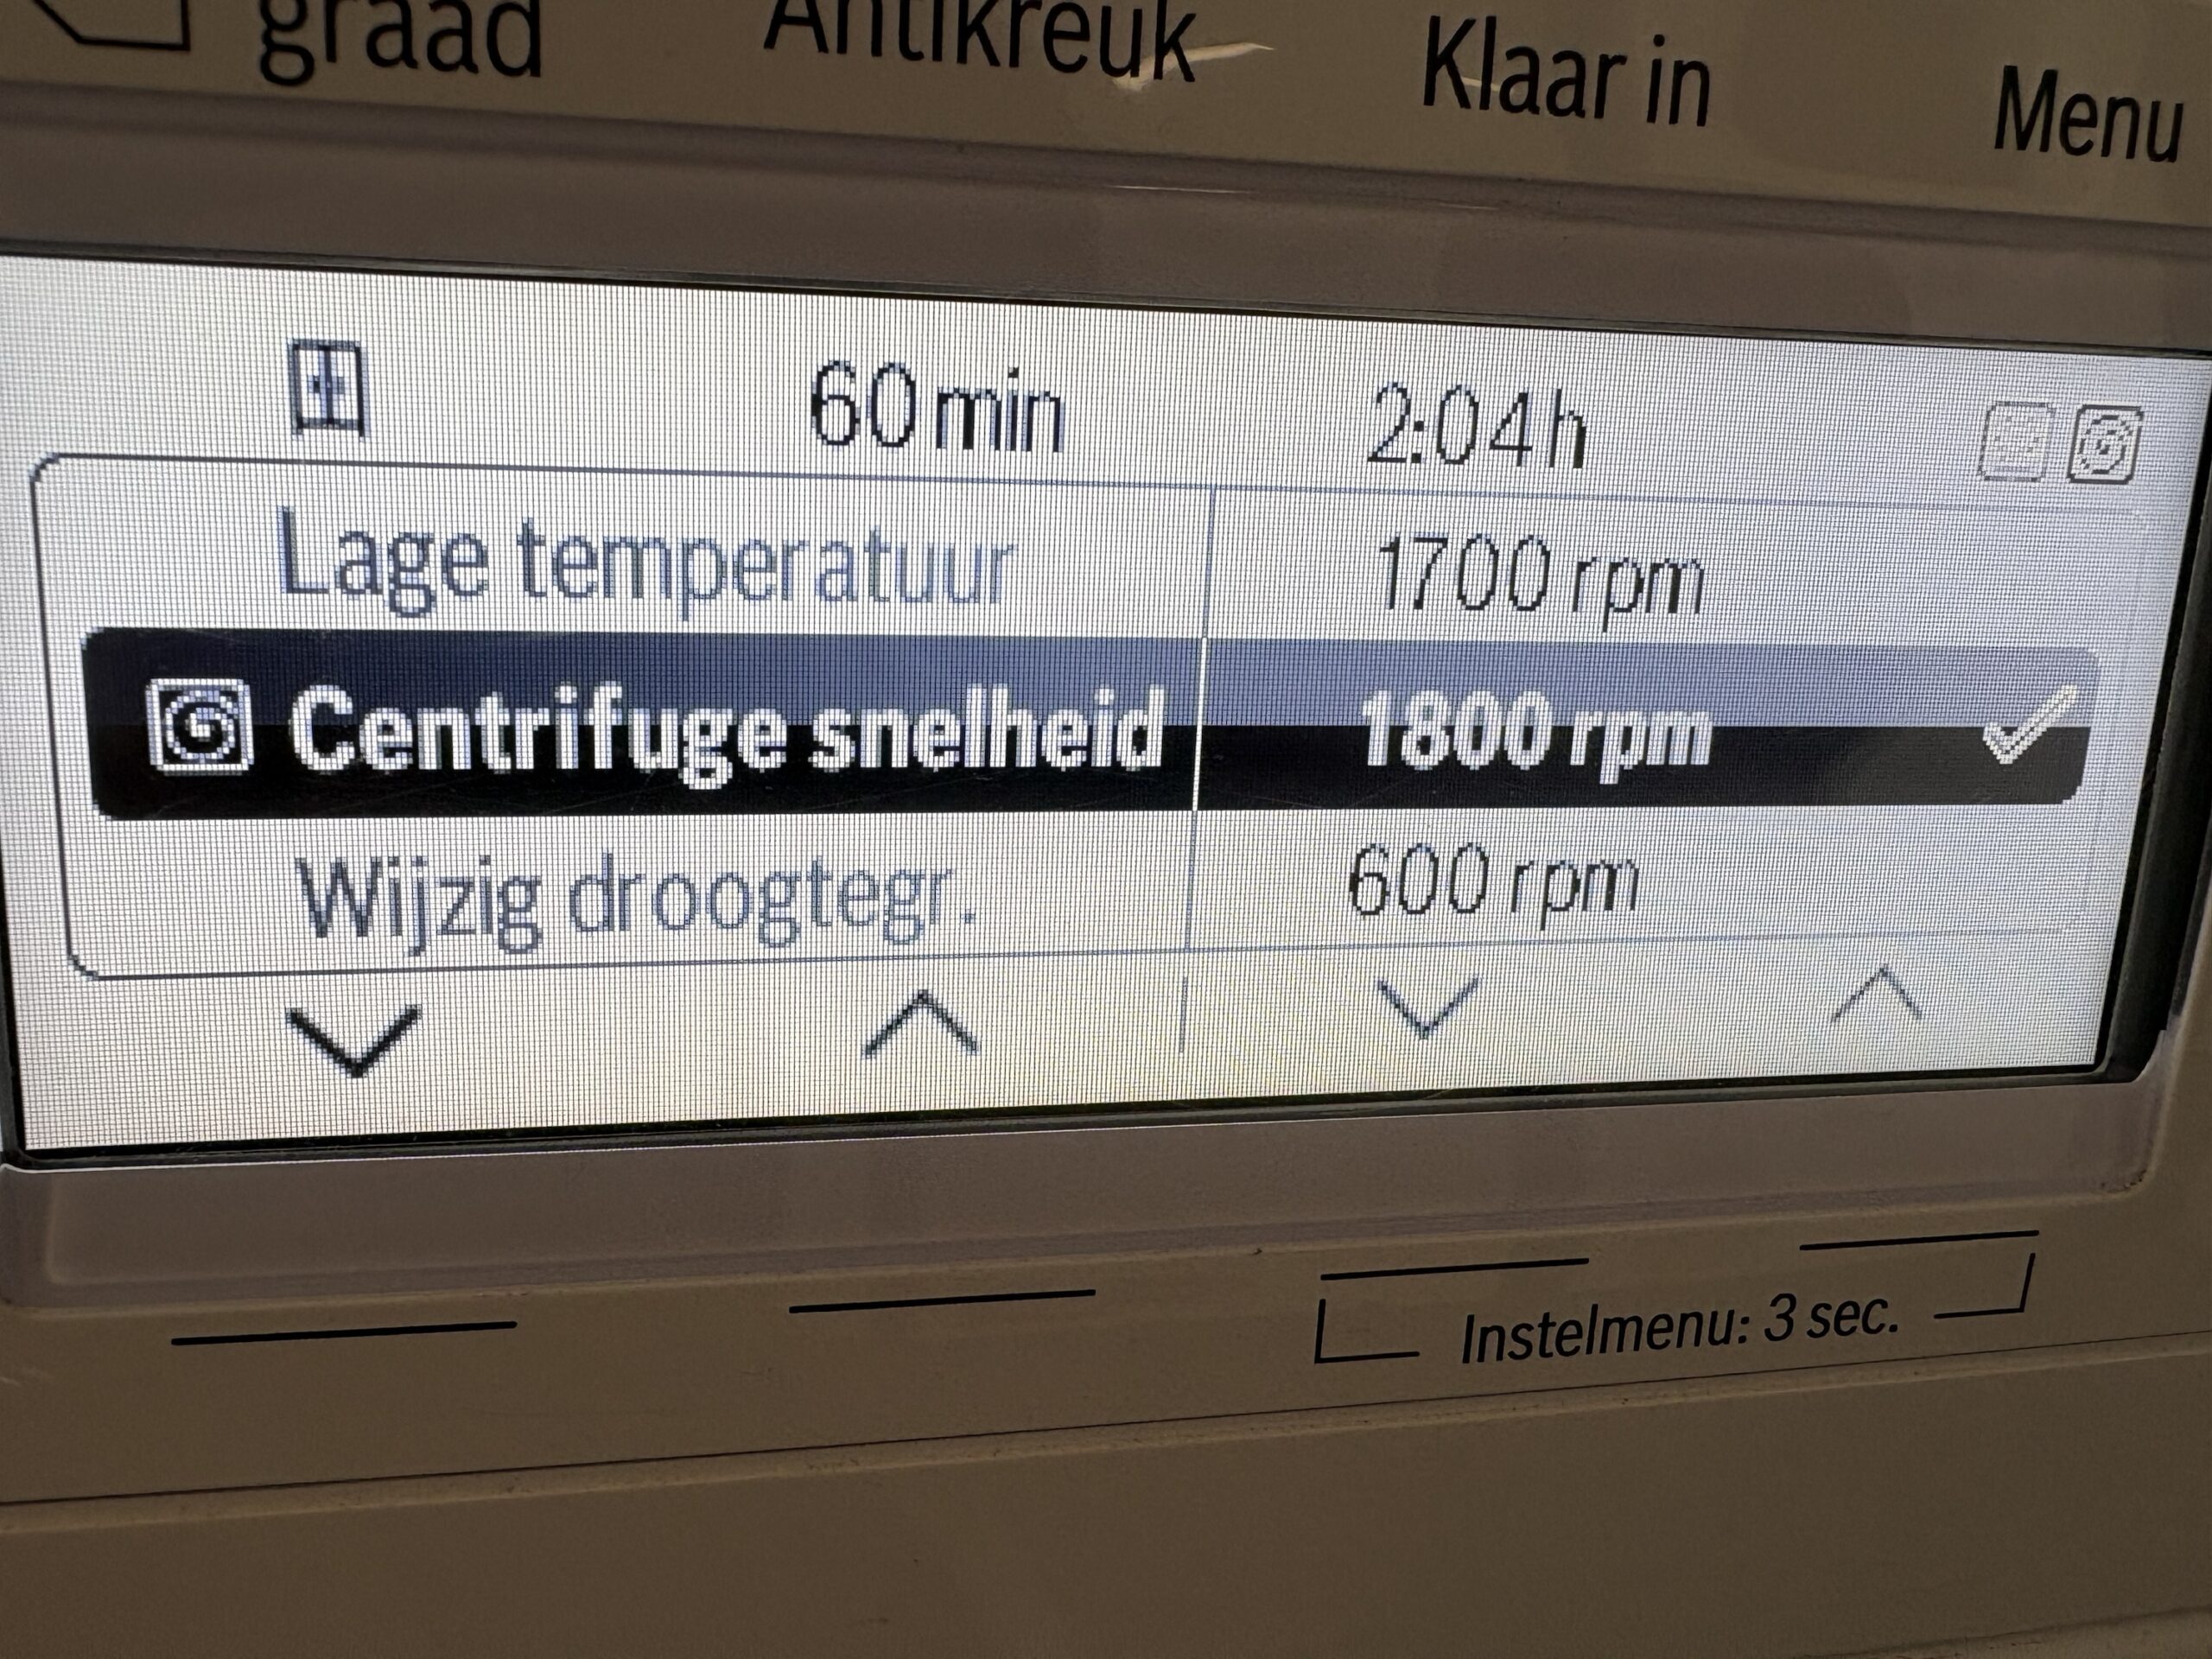 graad Antikreuk Klaar in Menu
60 min 2:04h
Lage temperatuur 1700 rpm
Centrifuge snelheid 1800 rpm
Wijzig droogtegr. 600 rpm
Instelmenu: 3 sec.